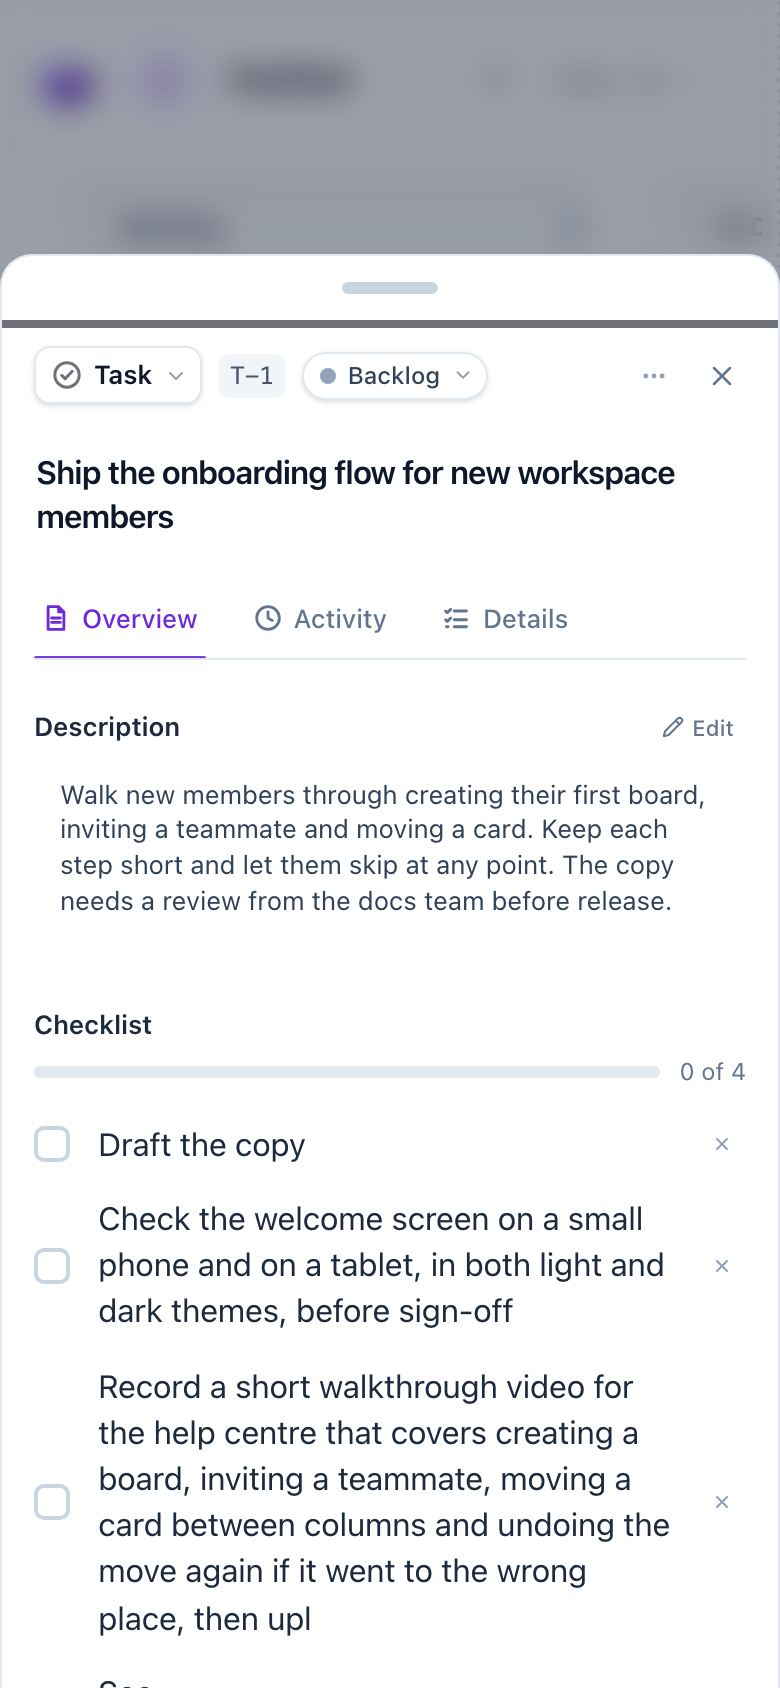 Task
T–1
Backlog
Ship the onboarding flow for new workspace
members
Overview
Activity
Details
Description
Edit
Walk new members through creating their first board,
inviting a teammate and moving a card. Keep each
step short and let them skip at any point. The copy
needs a review from the docs team before release.
Checklist
0 of 4
Draft the copy
Check the welcome screen on a small
phone and on a tablet, in both light and
dark themes, before sign-off
Record a short walkthrough video for
the help centre that covers creating a
board, inviting a teammate, moving a
card between columns and undoing the
move again if it went to the wrong
place, then upl